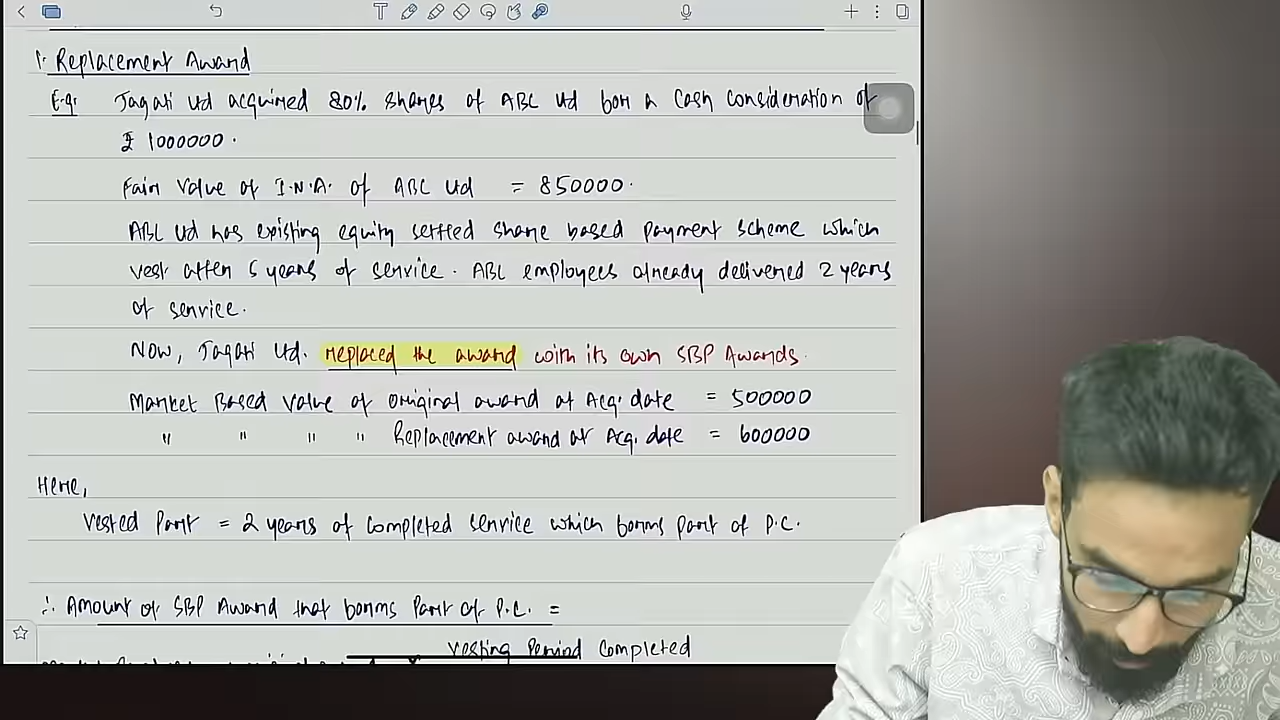 1. Replacement Award
E.g. Jagati Ltd acquired 80% shares of ABC Ltd for a Cash Consideration of
₹ 1000000.
Fair Value of I.N.A. of ABC Ltd = 850000.
ABC Ltd has existing equity settled share based payment scheme which
vest after 5 years of service. ABC employees already delivered 2 years
of service.
Now, Jagati Ltd. replaced the award with its own SBP Awards.
Market Based value of original award at Acq. date = 500000
" " " " Replacement award at Acq. date = 600000
Here,
Vested Part = 2 years of completed service which forms part of P.C.
∴ Amount of SBP Award that forms Part of P.C. =
Vesting Period Completed